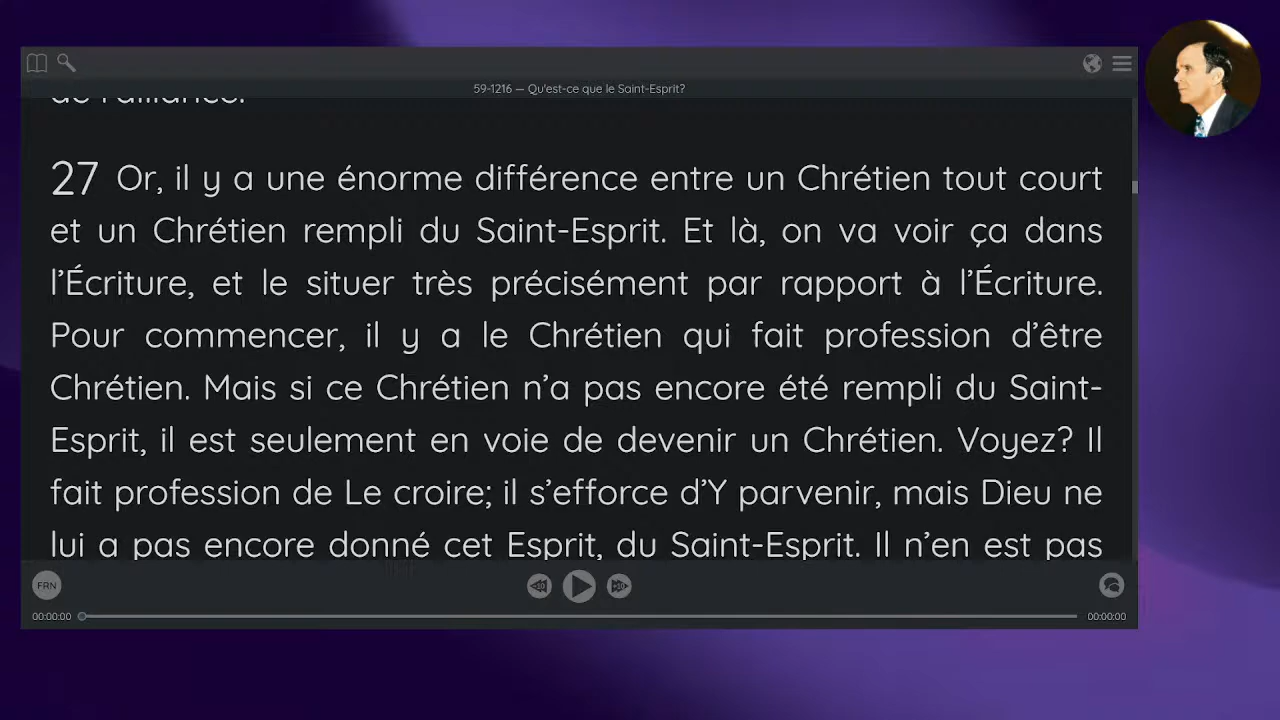 59-1216 — Qu'est-ce que le Saint-Esprit?
de l'alliance.
27 Or, il y a une énorme différence entre un Chrétien tout court
et un Chrétien rempli du Saint-Esprit. Et là, on va voir ça dans
l’Écriture, et le situer très précisément par rapport à l’Écriture.
Pour commencer, il y a le Chrétien qui fait profession d’être
Chrétien. Mais si ce Chrétien n’a pas encore été rempli du Saint-
Esprit, il est seulement en voie de devenir un Chrétien. Voyez? Il
fait profession de Le croire; il s’efforce d’Y parvenir, mais Dieu ne
lui a pas encore donné cet Esprit, du Saint-Esprit. Il n’en est pas
FRN
00:00:00
00:00:00